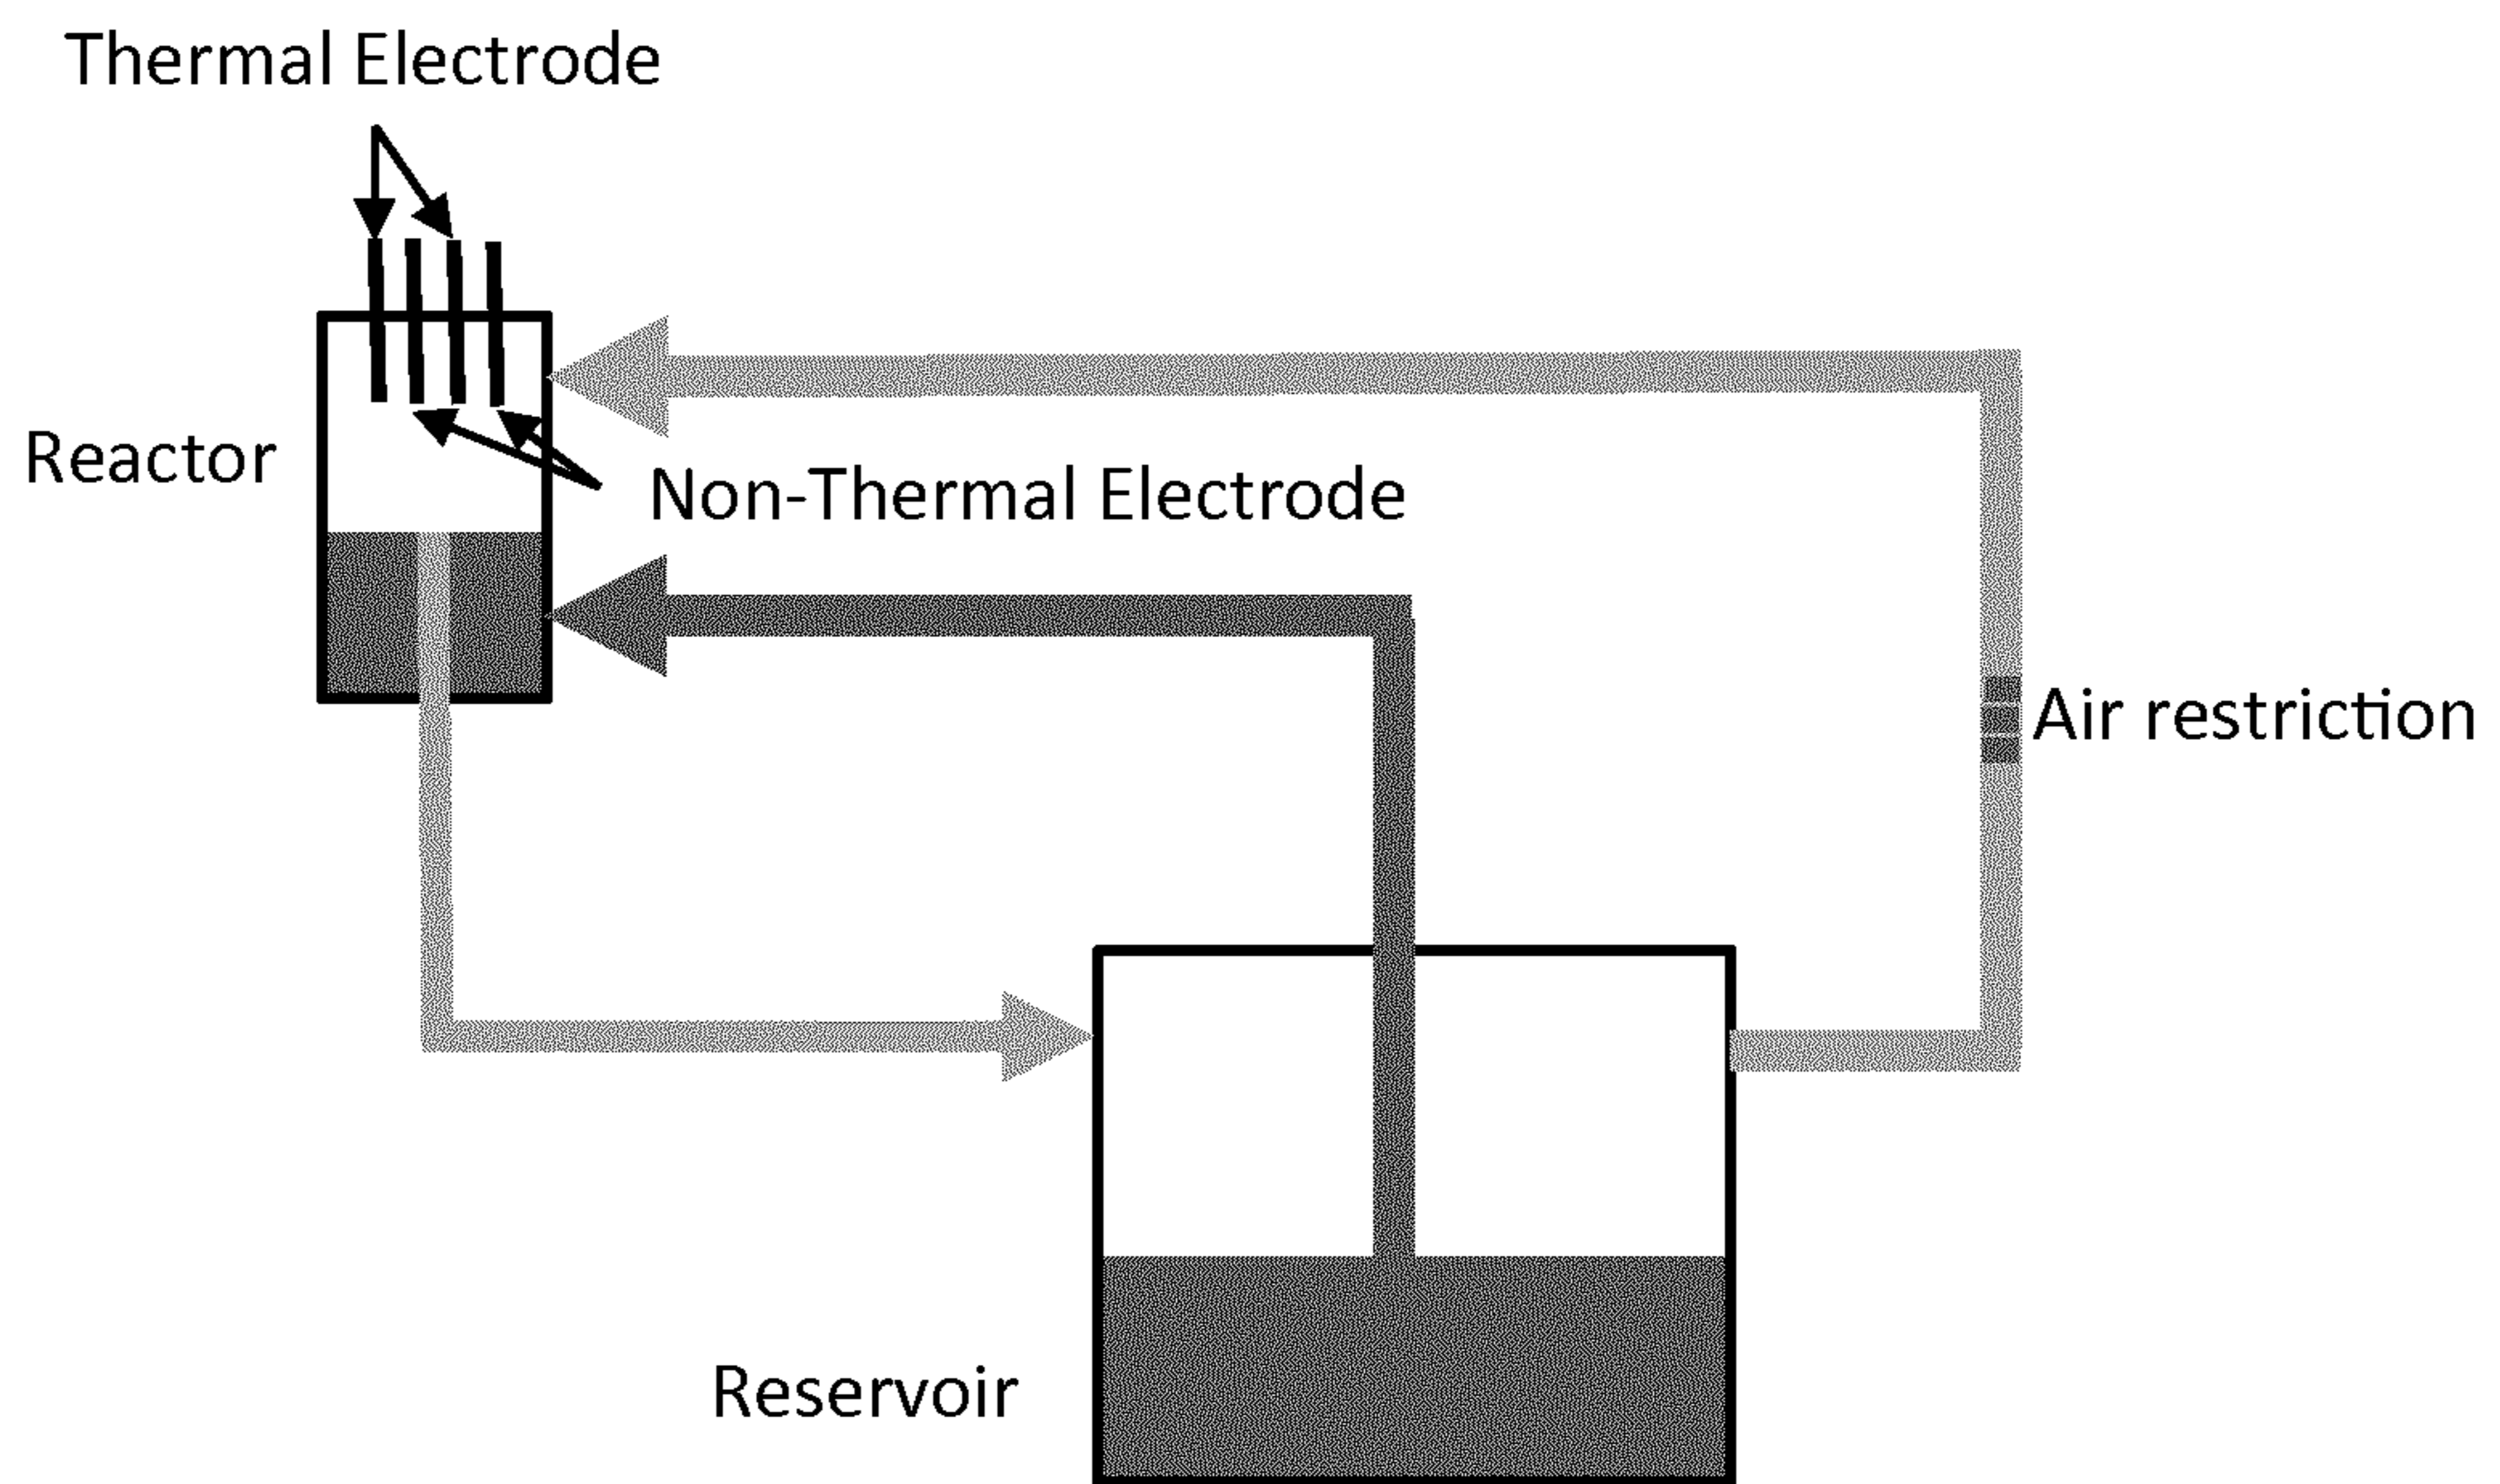 Thermal Electrode
Reactor
Non-Thermal Electrode
Air restriction
Reservoir